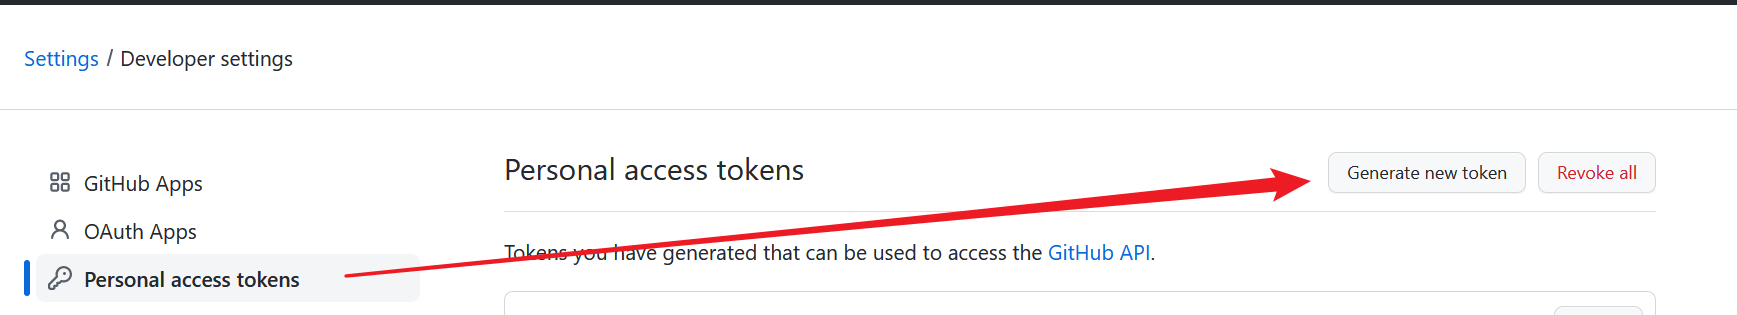 Settings / Developer settings
GitHub Apps
OAuth Apps
Personal access tokens
Personal access tokens
Generate new token
Revoke all
Tokens you have generated that can be used to access the GitHub API.